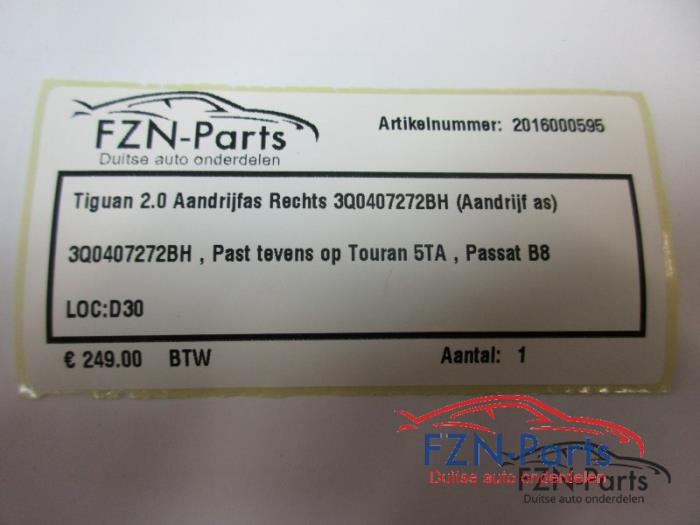 FZN-Parts
Duitse auto onderdelen
Artikelnummer: 2016000595
Tiguan 2.0 Aandrijfas Rechts 3Q0407272BH (Aandrijf as)
3Q0407272BH , Past tevens op Touran 5TA , Passat B8
LOC:D30
€ 249.00 BTW
Aantal: 1
FZN-Parts
Duitse auto onderdelen
FZN-Parts
Duitse auto onderdelen